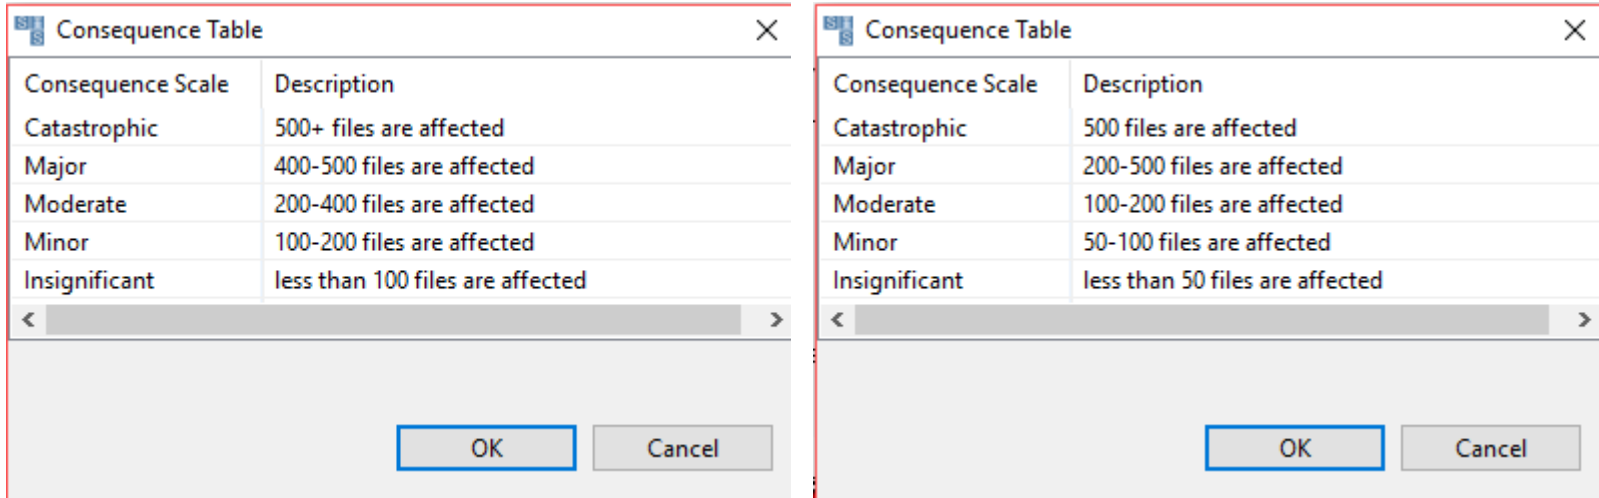 Consequence Table
Consequence Scale Description
Catastrophic 500+ files are affected
Major 400-500 files are affected
Moderate 200-400 files are affected
Minor 100-200 files are affected
Insignificant less than 100 files are affected
OK Cancel
Consequence Table
Consequence Scale Description
Catastrophic 500 files are affected
Major 200-500 files are affected
Moderate 100-200 files are affected
Minor 50-100 files are affected
Insignificant less than 50 files are affected
OK Cancel